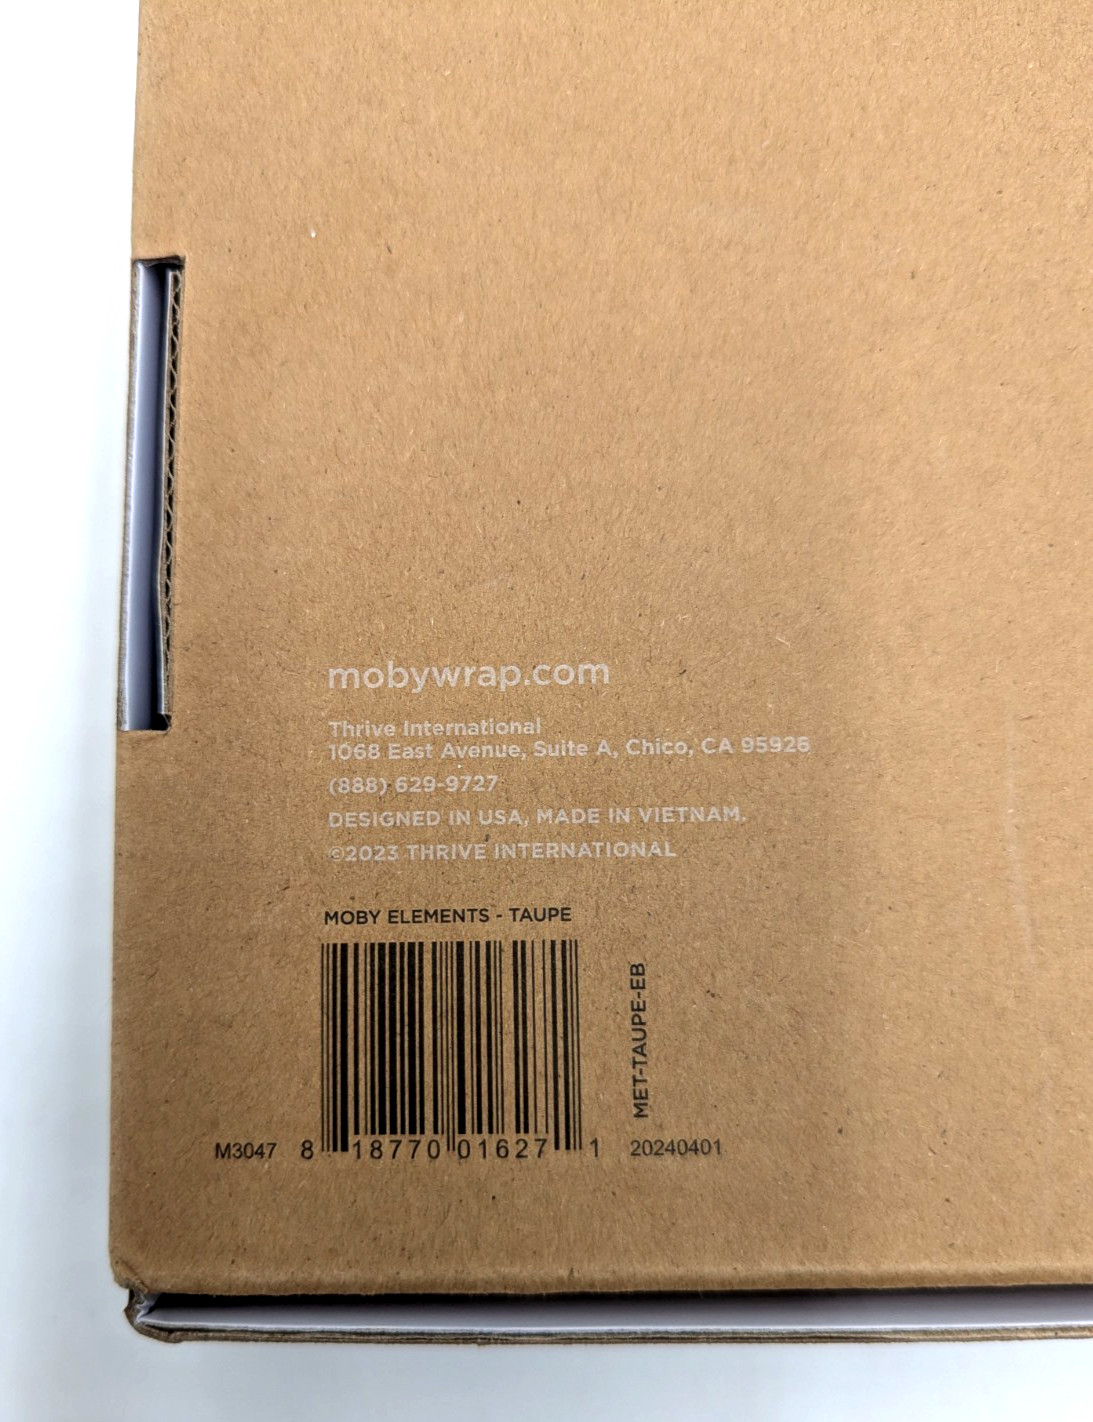 mobywrap.com
Thrive International
1068 East Avenue, Suite A, Chico, CA 95926
(888) 629-9727
DESIGNED IN USA, MADE IN VIETNAM.
©2023 THRIVE INTERNATIONAL
MOBY ELEMENTS - TAUPE
MET-TAUPE-EB
M3047 8 18770 01627 1 20240401